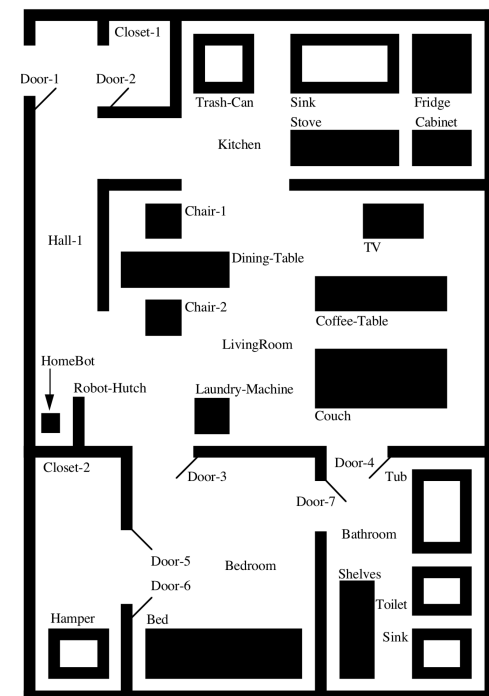 Closet-1
Door-1
Door-2
Trash-Can
Sink
Fridge
Stove
Cabinet
Kitchen
Chair-1
Hall-1
Dining-Table
TV
Chair-2
Coffee-Table
LivingRoom
HomeBot
Robot-Hutch
Laundry-Machine
Couch
Closet-2
Door-3
Door-4
Tub
Door-7
Bathroom
Door-5
Bedroom
Door-6
Shelves
Toilet
Hamper
Bed
Sink